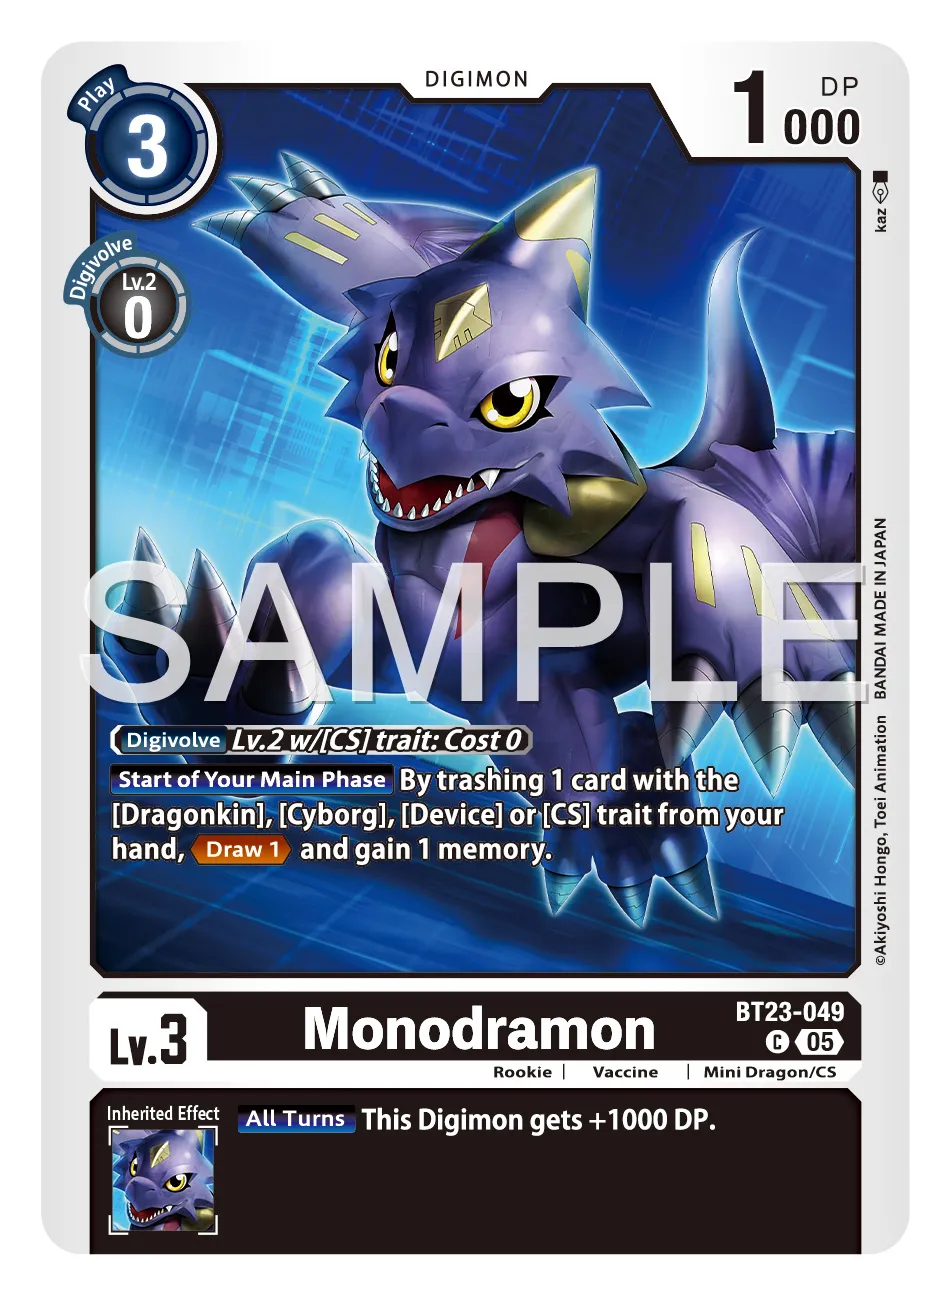 DIGIMON
Play
3
1000
DP
Digivolve
Lv.2
0
kaz
SAMPLE
Digivolve Lv.2 w/[CS] trait: Cost 0
Start of Your Main Phase By trashing 1 card with the
[Dragonkin], [Cyborg], [Device] or [CS] trait from your
hand, Draw 1 and gain 1 memory.
©Akiyoshi Hongo, Toei Animation BANDAI MADE IN JAPAN
Lv.3
Monodramon
BT23-049
C 05
Rookie | Vaccine | Mini Dragon/CS
Inherited Effect
All Turns This Digimon gets +1000 DP.